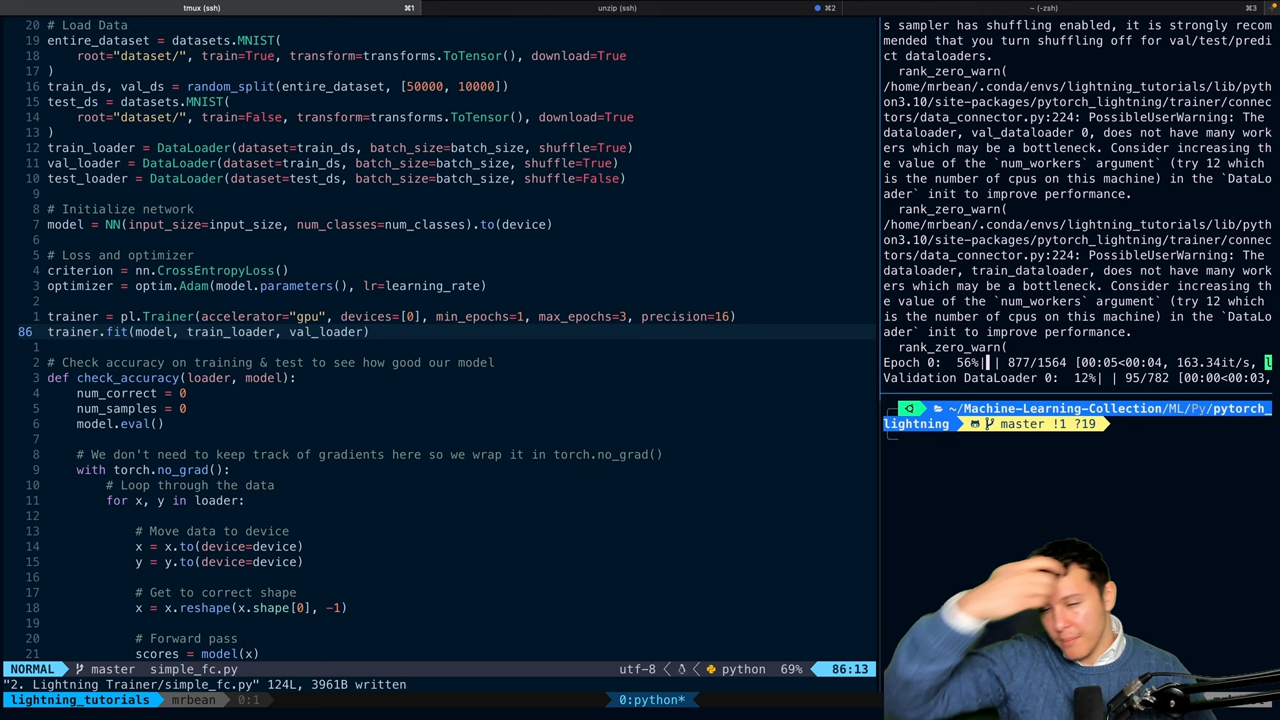 tmux (ssh) ⌘1 unzip (ssh) ⌘2 ~ (-zsh) ⌘3
20 # Load Data
19 entire_dataset = datasets.MNIST(
18 root="dataset/", train=True, transform=transforms.ToTensor(), download=True
17 )
16 train_ds, val_ds = random_split(entire_dataset, [50000, 10000])
15 test_ds = datasets.MNIST(
14 root="dataset/", train=False, transform=transforms.ToTensor(), download=True
13 )
12 train_loader = DataLoader(dataset=train_ds, batch_size=batch_size, shuffle=True)
11 val_loader = DataLoader(dataset=train_ds, batch_size=batch_size, shuffle=True)
10 test_loader = DataLoader(dataset=test_ds, batch_size=batch_size, shuffle=False)
9
8 # Initialize network
7 model = NN(input_size=input_size, num_classes=num_classes).to(device)
6
5 # Loss and optimizer
4 criterion = nn.CrossEntropyLoss()
3 optimizer = optim.Adam(model.parameters(), lr=learning_rate)
2
1 trainer = pl.Trainer(accelerator="gpu", devices=[0], min_epochs=1, max_epochs=3, precision=16)
86 trainer.fit(model, train_loader, val_loader)
1
2 # Check accuracy on training & test to see how good our model
3 def check_accuracy(loader, model):
4 num_correct = 0
5 num_samples = 0
6 model.eval()
7
8 # We don't need to keep track of gradients here so we wrap it in torch.no_grad()
9 with torch.no_grad():
10 # Loop through the data
11 for x, y in loader:
12
13 # Move data to device
14 x = x.to(device=device)
15 y = y.to(device=device)
16
17 # Get to correct shape
18 x = x.reshape(x.shape[0], -1)
19
20 # Forward pass
21 scores = model(x)
NORMAL master simple_fc.py utf-8 python 69% 86:13
"2. Lightning Trainer/simple_fc.py" 124L, 3961B written
lightning_tutorials mrbean 0:1 0:python*
s sampler has shuffling enabled, it is strongly recom
mended that you turn shuffling off for val/test/predi
ct dataloaders.
rank_zero_warn(
/home/mrbean/.conda/envs/lightning_tutorials/lib/pyth
on3.10/site-packages/pytorch_lightning/trainer/connec
tors/data_connector.py:224: PossibleUserWarning: The
dataloader, val_dataloader 0, does not have many work
ers which may be a bottleneck. Consider increasing th
e value of the `num_workers` argument` (try 12 which
is the number of cpus on this machine) in the `DataLo
ader` init to improve performance.
rank_zero_warn(
/home/mrbean/.conda/envs/lightning_tutorials/lib/pyth
on3.10/site-packages/pytorch_lightning/trainer/connec
tors/data_connector.py:224: PossibleUserWarning: The
dataloader, train_dataloader, does not have many work
ers which may be a bottleneck. Consider increasing th
e value of the `num_workers` argument` (try 12 which
is the number of cpus on this machine) in the `DataLo
ader` init to improve performance.
rank_zero_warn(
Epoch 0: 56%| | 877/1564 [00:05<00:04, 163.34it/s, l
Validation DataLoader 0: 12%| | 95/782 [00:00<00:03,
~/Machine-Learning-Collection/ML/Py/pytorch_
lightning master !1 ?19